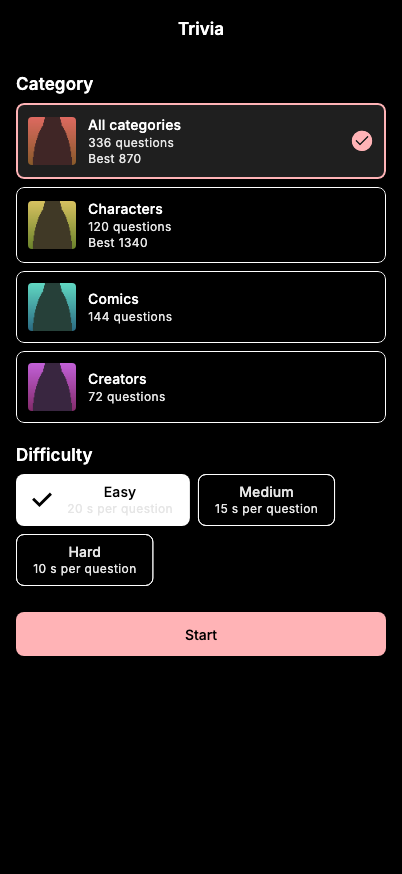 Trivia
Category
All categories
336 questions
Best 870
Characters
120 questions
Best 1340
Comics
144 questions
Creators
72 questions
Difficulty
Easy
20 s per question
Medium
15 s per question
Hard
10 s per question
Start